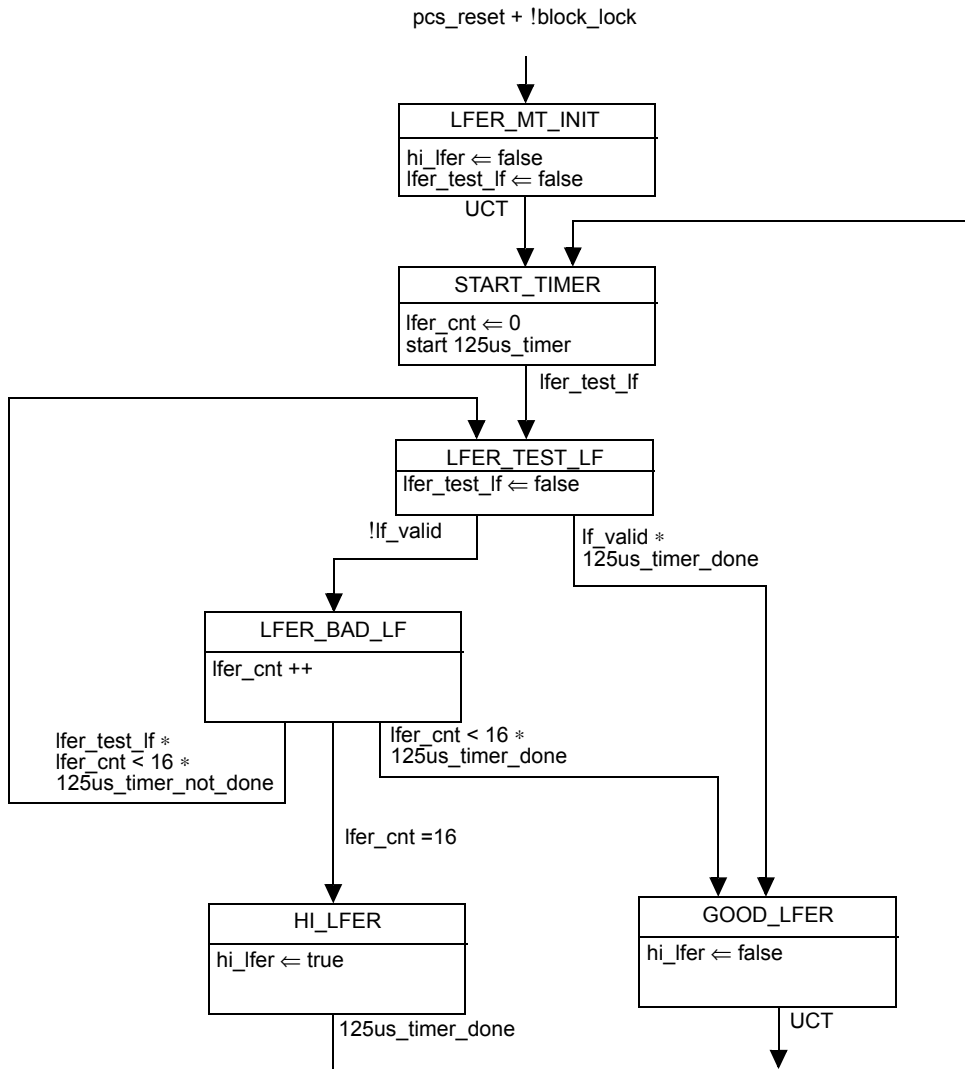 pcs_reset + !block_lock
LFER_MT_INIT
hi_lfer ⇐ false
lfer_test_lf ⇐ false
UCT
START_TIMER
lfer_cnt ⇐ 0
start 125us_timer
lfer_test_lf
LFER_TEST_LF
lfer_test_lf ⇐ false
!lf_valid
lf_valid *
125us_timer_done
LFER_BAD_LF
lfer_cnt ++
lfer_test_lf *
lfer_cnt < 16 *
125us_timer_not_done
lfer_cnt < 16 *
125us_timer_done
lfer_cnt =16
HI_LFER
hi_lfer ⇐ true
125us_timer_done
GOOD_LFER
hi_lfer ⇐ false
UCT